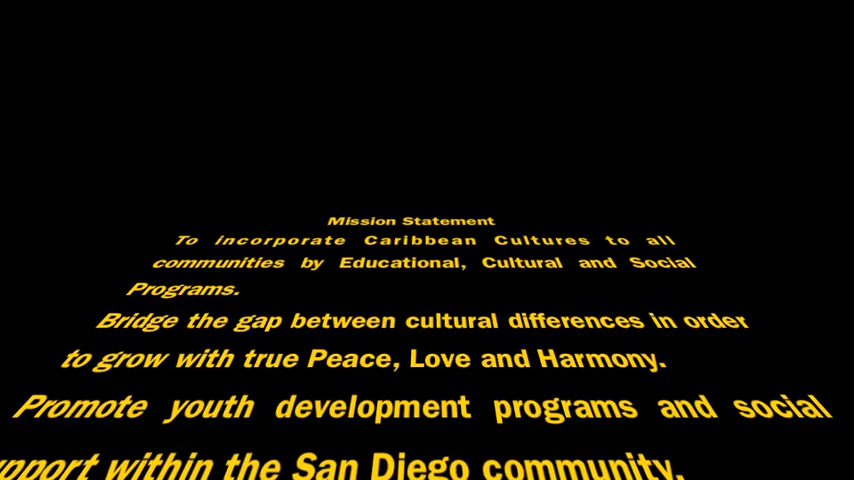 Mission Statement
To incorporate Caribbean Cultures to all
communities by Educational, Cultural and Social
Programs.
Bridge the gap between cultural differences in order
to grow with true Peace, Love and Harmony.
Promote youth development programs and social
within the San Diego community.